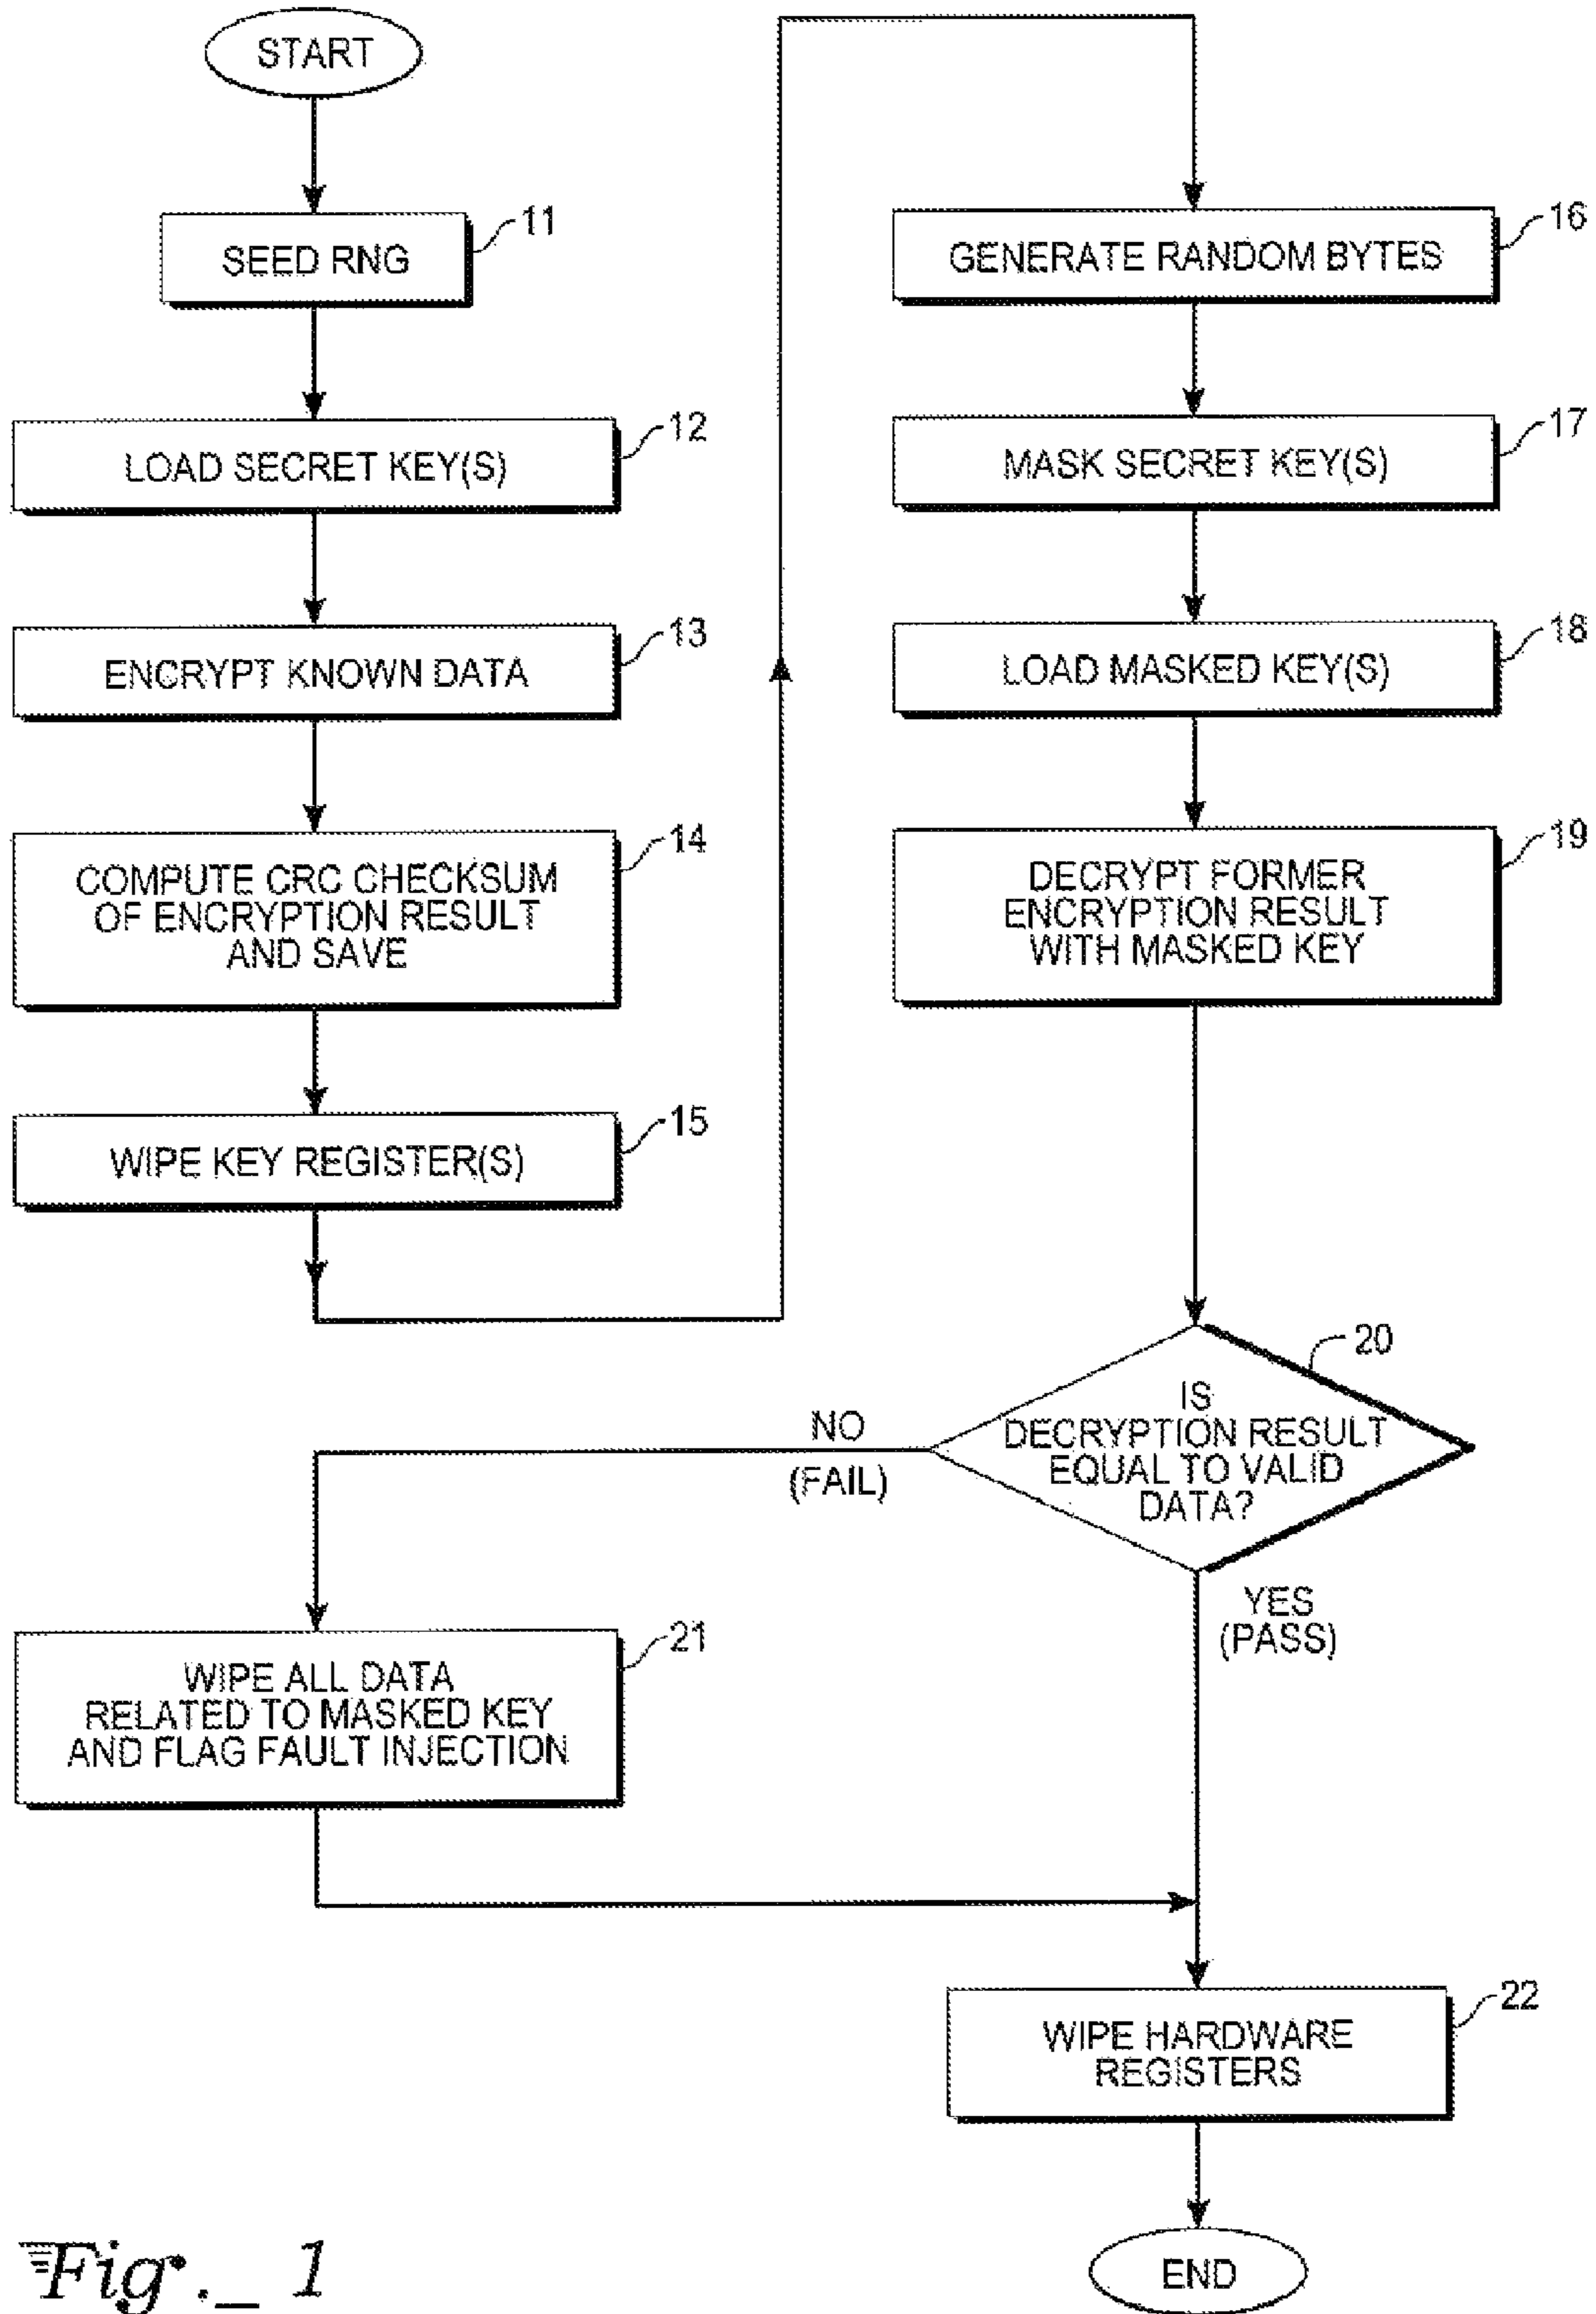 START
SEED RNG
11
LOAD SECRET KEY(S)
12
ENCRYPT KNOWN DATA
13
COMPUTE CRC CHECKSUM
OF ENCRYPTION RESULT
AND SAVE
14
WIPE KEY REGISTER(S)
15
GENERATE RANDOM BYTES
16
MASK SECRET KEY(S)
17
LOAD MASKED KEY(S)
18
DECRYPT FORMER
ENCRYPTION RESULT
WITH MASKED KEY
19
IS
DECRYPTION RESULT
EQUAL TO VALID
DATA?
20
NO
(FAIL)
YES
(PASS)
WIPE ALL DATA
RELATED TO MASKED KEY
AND FLAG FAULT INJECTION
21
WIPE HARDWARE
REGISTERS
22
END
Fig._ 1